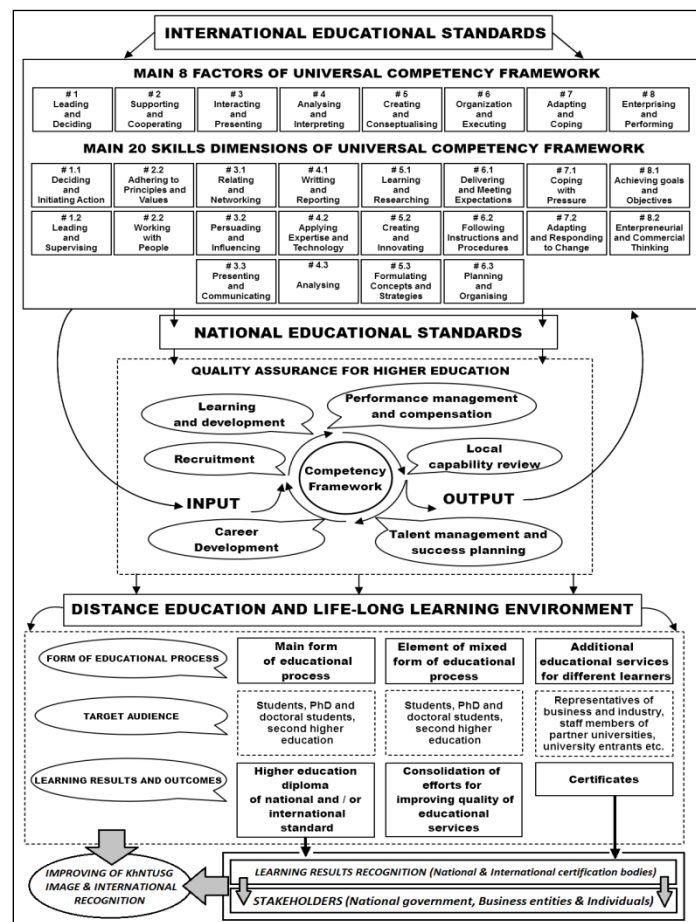 INTERNATIONAL EDUCATIONAL STANDARDS
MAIN 8 FACTORS OF UNIVERSAL COMPETENCY FRAMEWORK
# 1
Leading
and
Deciding
# 2
Supporting
and
Cooperating
# 3
Interacting
and
Presenting
# 4
Analysing
and
Interpreting
# 5
Creating
and
Conseptualising
# 6
Organization
and
Executing
# 7
Adapting
and
Coping
# 8
Enterprising
and
Performing
MAIN 20 SKILLS DIMENSIONS OF UNIVERSAL COMPETENCY FRAMEWORK
# 1.1
Deciding
and
Initiating Action
# 2.2
Adhering to
Principles and
Values
# 3.1
Relating
and
Networking
# 4.1
Writting
and
Reporting
# 5.1
Learning
and
Researching
# 6.1
Delivering
and Meeting
Expectations
# 7.1
Coping
with
Pressure
# 8.1
Achieving goals
and
Objectives
# 1.2
Leading
and
Supervising
# 2.2
Working
with
People
# 3.2
Persuading
and
Influencing
# 4.2
Applying
Expertise and
Technology
# 5.2
Creating
and
Innovating
# 6.2
Following
Instructions and
Procedures
# 7.2
Adapting
and Responding
to Change
# 8.2
Enterpreneurial
and Commercial
Thinking
# 3.3
Presenting
and
Communicating
# 4.3
Analysing
# 5.3
Formulating
Concepts and
Strategies
# 6.3
Planning
and
Organising
NATIONAL EDUCATIONAL STANDARDS
QUALITY ASSURANCE FOR HIGHER EDUCATION
Learning
and development
Performance management
and compensation
Recruitment
Competency
Framework
Local
capability review
INPUT
OUTPUT
Career
Development
Talent management and
success planning
DISTANCE EDUCATION AND LIFE-LONG LEARNING ENVIRONMENT
FORM OF EDUCATIONAL PROCESS
Main form
of educational
process
Element of mixed
form of educational
process
Additional
educational services
for different learners
TARGET AUDIENCE
Students, PhD and
doctoral students,
second higher
education
Students, PhD and
doctoral students,
second higher
education
Representatives of
business and industry,
staff members of
partner universities,
university entrants etc.
LEARNING RESULTS AND OUTCOMES
Higher education
diploma
of national and / or
international
standard
Consolidation of
efforts for
improving quality of
educational
services
Certificates
IMPROVING OF KhNTUSG
IMAGE & INTERNATIONAL
RECOGNITION
LEARNING RESULTS RECOGNITION (National & International certification bodies)
STAKEHOLDERS (National government, Business entities & Individuals)